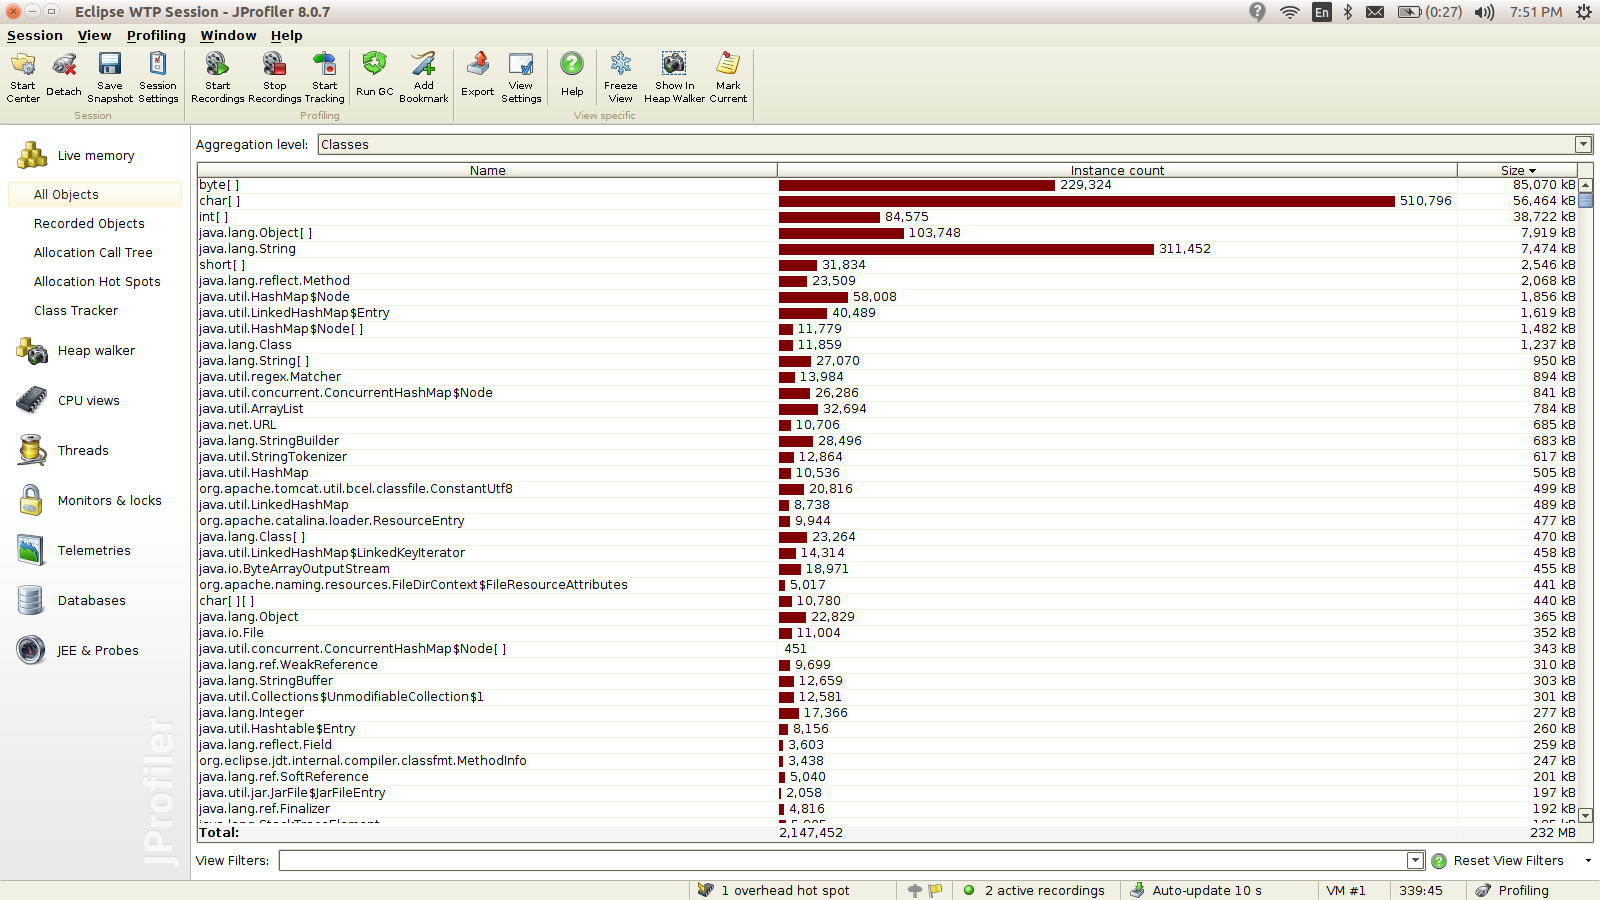 Eclipse WTP Session - JProfiler 8.0.7
En (0:27) 7:51 PM
Session View Profiling Window Help
Start Center
Detach
Save Snapshot
Session Settings
Start Recordings
Stop Recordings
Start Tracking
Run GC
Add Bookmark
Export
View Settings
Help
Freeze View
Show In Heap Walker
Mark Current
Session Profiling View specific
Live memory
All Objects
Recorded Objects
Allocation Call Tree
Allocation Hot Spots
Class Tracker
Heap walker
CPU views
Threads
Monitors & locks
Telemetries
Databases
JEE & Probes
JProfiler
Aggregation level: Classes
Name Instance count Size
byte[ ] 229,324 85,070 kB
char[ ] 510,796 56,464 kB
int[ ] 84,575 38,722 kB
java.lang.Object[ ] 103,748 7,919 kB
java.lang.String 311,452 7,474 kB
short[ ] 31,834 2,546 kB
java.lang.reflect.Method 23,509 2,068 kB
java.util.HashMap$Node 58,008 1,856 kB
java.util.LinkedHashMap$Entry 40,489 1,619 kB
java.util.HashMap$Node[ ] 11,779 1,482 kB
java.lang.Class 11,859 1,237 kB
java.lang.String[ ] 27,070 950 kB
java.util.regex.Matcher 13,984 894 kB
java.util.concurrent.ConcurrentHashMap$Node 26,286 841 kB
java.util.ArrayList 32,694 784 kB
java.net.URL 10,706 685 kB
java.lang.StringBuilder 28,496 683 kB
java.util.StringTokenizer 12,864 617 kB
java.util.HashMap 10,536 505 kB
org.apache.tomcat.util.bcel.classfile.ConstantUtf8 20,816 499 kB
java.util.LinkedHashMap 8,738 489 kB
org.apache.catalina.loader.ResourceEntry 9,944 477 kB
java.lang.Class[ ] 23,264 470 kB
java.util.LinkedHashMap$LinkedKeyIterator 14,314 458 kB
java.io.ByteArrayOutputStream 18,971 455 kB
org.apache.naming.resources.FileDirContext$FileResourceAttributes 5,017 441 kB
char[ ][ ] 10,780 440 kB
java.lang.Object 22,829 365 kB
java.io.File 11,004 352 kB
java.util.concurrent.ConcurrentHashMap$Node[ ] 451 343 kB
java.lang.ref.WeakReference 9,699 310 kB
java.lang.StringBuffer 12,659 303 kB
java.util.Collections$UnmodifiableCollection$1 12,581 301 kB
java.lang.Integer 17,366 277 kB
java.util.Hashtable$Entry 8,156 260 kB
java.lang.reflect.Field 3,603 259 kB
org.eclipse.jdt.internal.compiler.classfmt.MethodInfo 3,438 247 kB
java.lang.ref.SoftReference 5,040 201 kB
java.util.jar.JarFile$JarFileEntry 2,058 197 kB
java.lang.ref.Finalizer 4,816 192 kB
java.lang.StackTraceElement
Total: 2,147,452 232 MB
View Filters: Reset View Filters
1 overhead hot spot 2 active recordings Auto-update 10 s VM #1 339:45 Profiling